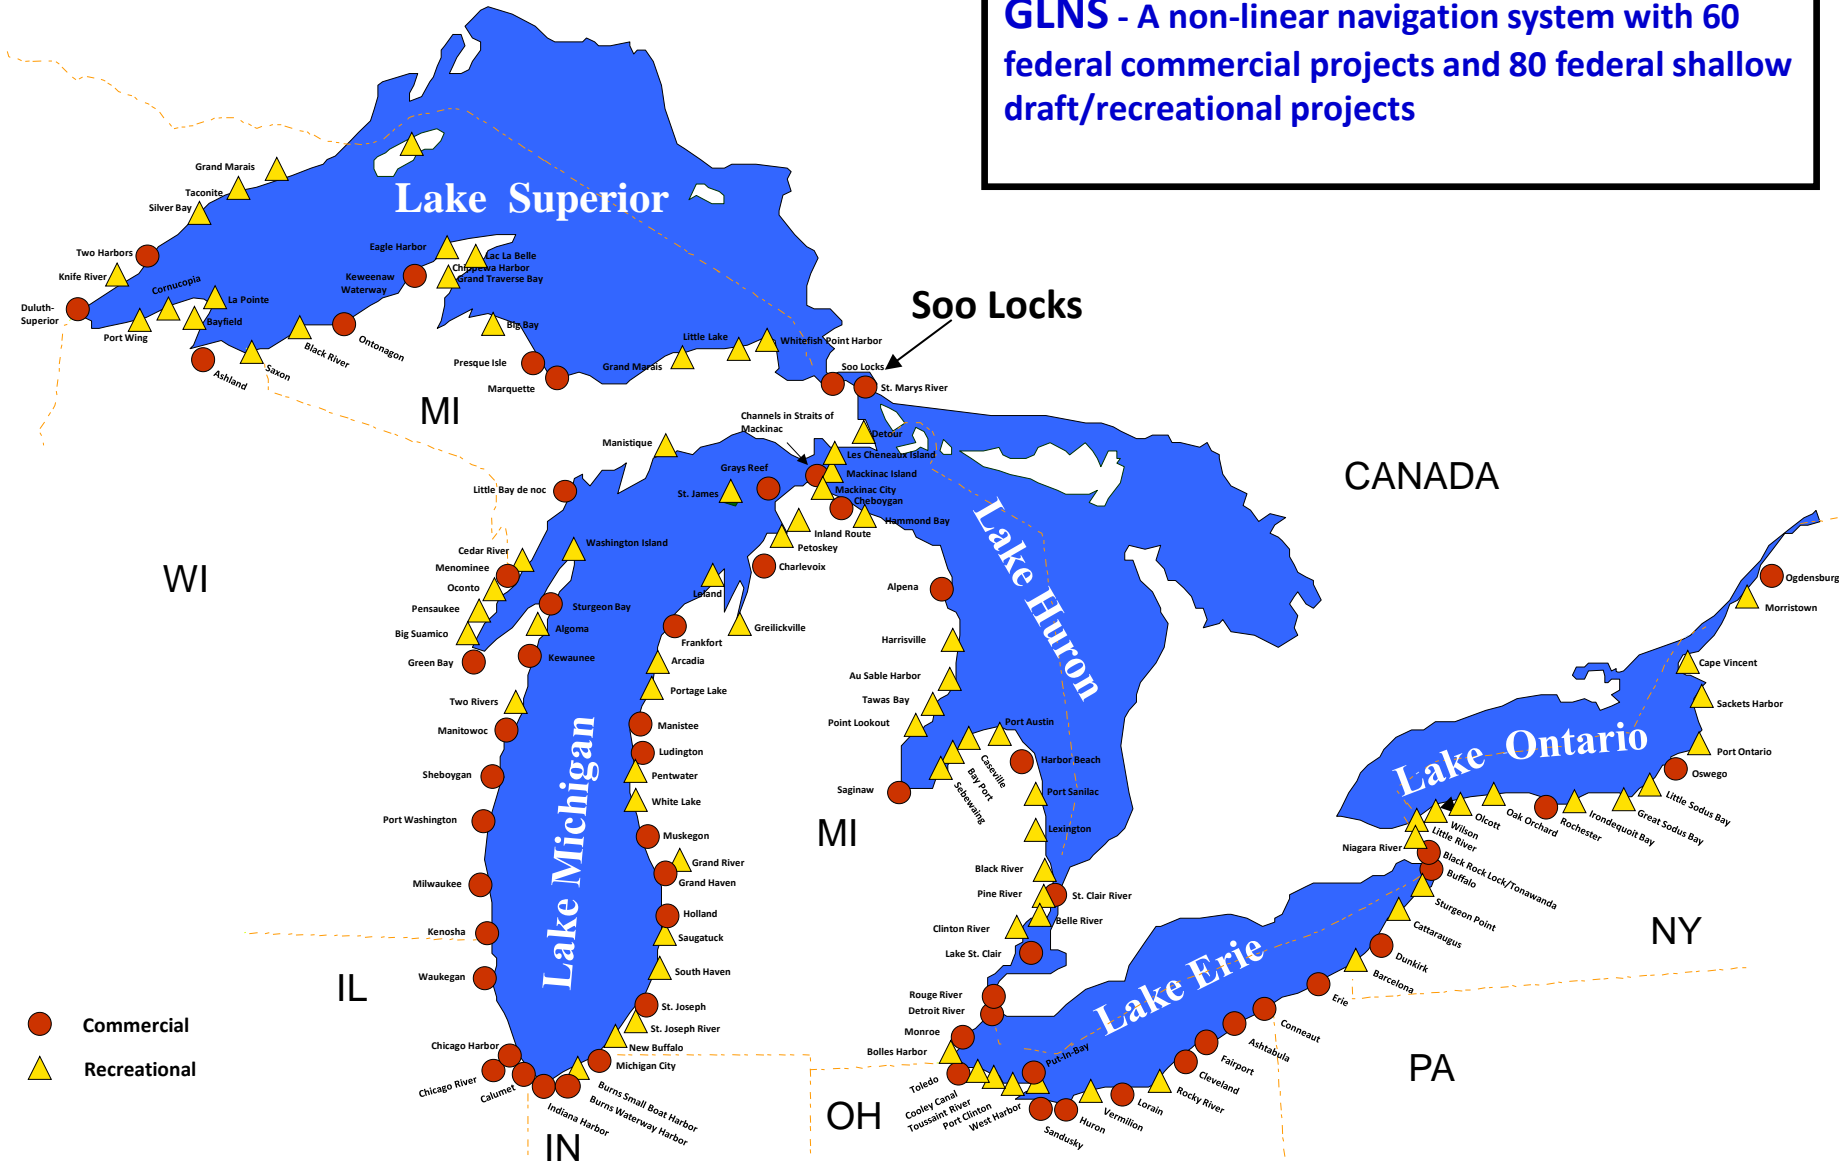 GLNS - A non-linear navigation system with 60
federal commercial projects and 80 federal shallow
draft/recreational projects
Lake Superior
Grand Marais
Taconite
Silver Bay
Two Harbors
Knife River
Cornucopia
Duluth-
Superior
Port Wing
La Pointe
Bayfield
Ashland
Saxon
Black River
Ontonagon
Keweenaw
Waterway
Eagle Harbor
Lac La Belle
Chippewa Harbor
Grand Traverse Bay
Big Bay
Presque Isle
Marquette
Grand Marais
Little Lake
Whitefish Point Harbor
Soo Locks
Soo Locks
St. Marys River
MI
Channels in Straits of
Mackinac
Detour
Les Cheneaux Island
Mackinac Island
Mackinac City
Cheboygan
Hammond Bay
Manistique
Grays Reef
St. James
Little Bay de noc
Inland Route
Petoskey
Charlevoix
Washington Island
Cedar River
Menominee
Oconto
Pensaukee
Big Suamico
Green Bay
Sturgeon Bay
Algoma
Kewaunee
Two Rivers
Manitowoc
Sheboygan
Port Washington
Milwaukee
Kenosha
Waukegan
Chicago Harbor
Chicago River
Calumet
Indiana Harbor
Burns Waterway Harbor
Burns Small Boat Harbor
Michigan City
New Buffalo
St. Joseph River
St. Joseph
South Haven
Saugatuck
Holland
Grand Haven
Grand River
Muskegon
White Lake
Pentwater
Ludington
Manistee
Portage Lake
Arcadia
Frankfort
Leland
Greilickville
Lake Michigan
WI
IL
IN
CANADA
Lake Huron
Alpena
Harrisville
Au Sable Harbor
Tawas Bay
Point Lookout
Saginaw
Sebewaing
Bay Port
Caseville
Port Austin
Harbor Beach
Port Sanilac
Lexington
Black River
Pine River
St. Clair River
Belle River
Clinton River
Lake St. Clair
Rouge River
Detroit River
Monroe
Bolles Harbor
MI
OH
Toledo
Cooley Canal
Toussaint River
Port Clinton
West Harbor
Put-In-Bay
Sandusky
Huron
Vermilion
Lorain
Rocky River
Cleveland
Fairport
Ashtabula
Conneaut
Erie
Barcelona
Dunkirk
Cattaraugus
Sturgeon Point
Buffalo
Black Rock Lock/Tonawanda
Lake Erie
PA
NY
Niagara River
Little River
Wilson
Olcott
Oak Orchard
Rochester
Irondequoit Bay
Great Sodus Bay
Little Sodus Bay
Oswego
Port Ontario
Sackets Harbor
Cape Vincent
Morristown
Ogdensburg
Lake Ontario
Commercial
Recreational